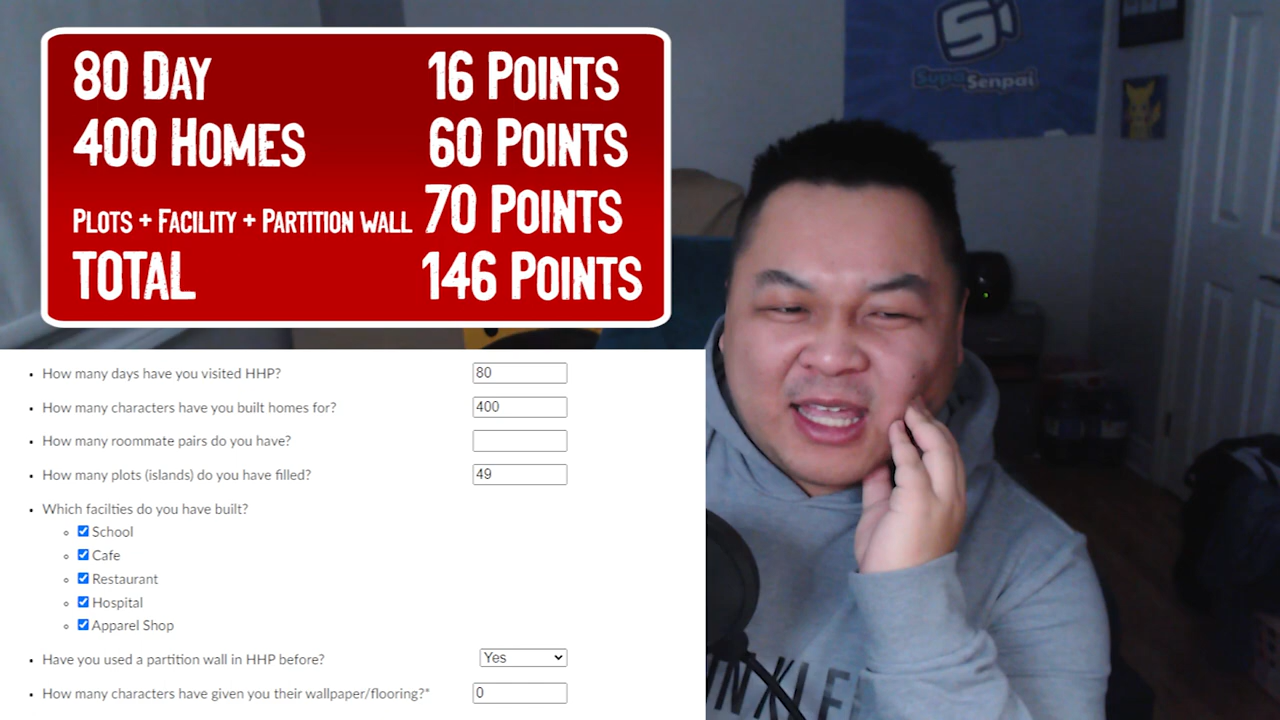 80 Day 16 Points
400 Homes 60 Points
Plots + Facility + Partition wall 70 Points
TOTAL 146 Points
Supa Senpai
• How many days have you visited HHP? 80
• How many characters have you built homes for? 400
• How many roommate pairs do you have?
• How many plots (islands) do you have filled? 49
• Which facilties do you have built?
School
Cafe
Restaurant
Hospital
Apparel Shop
• Have you used a partition wall in HHP before? Yes
• How many characters have given you their wallpaper/flooring?* 0